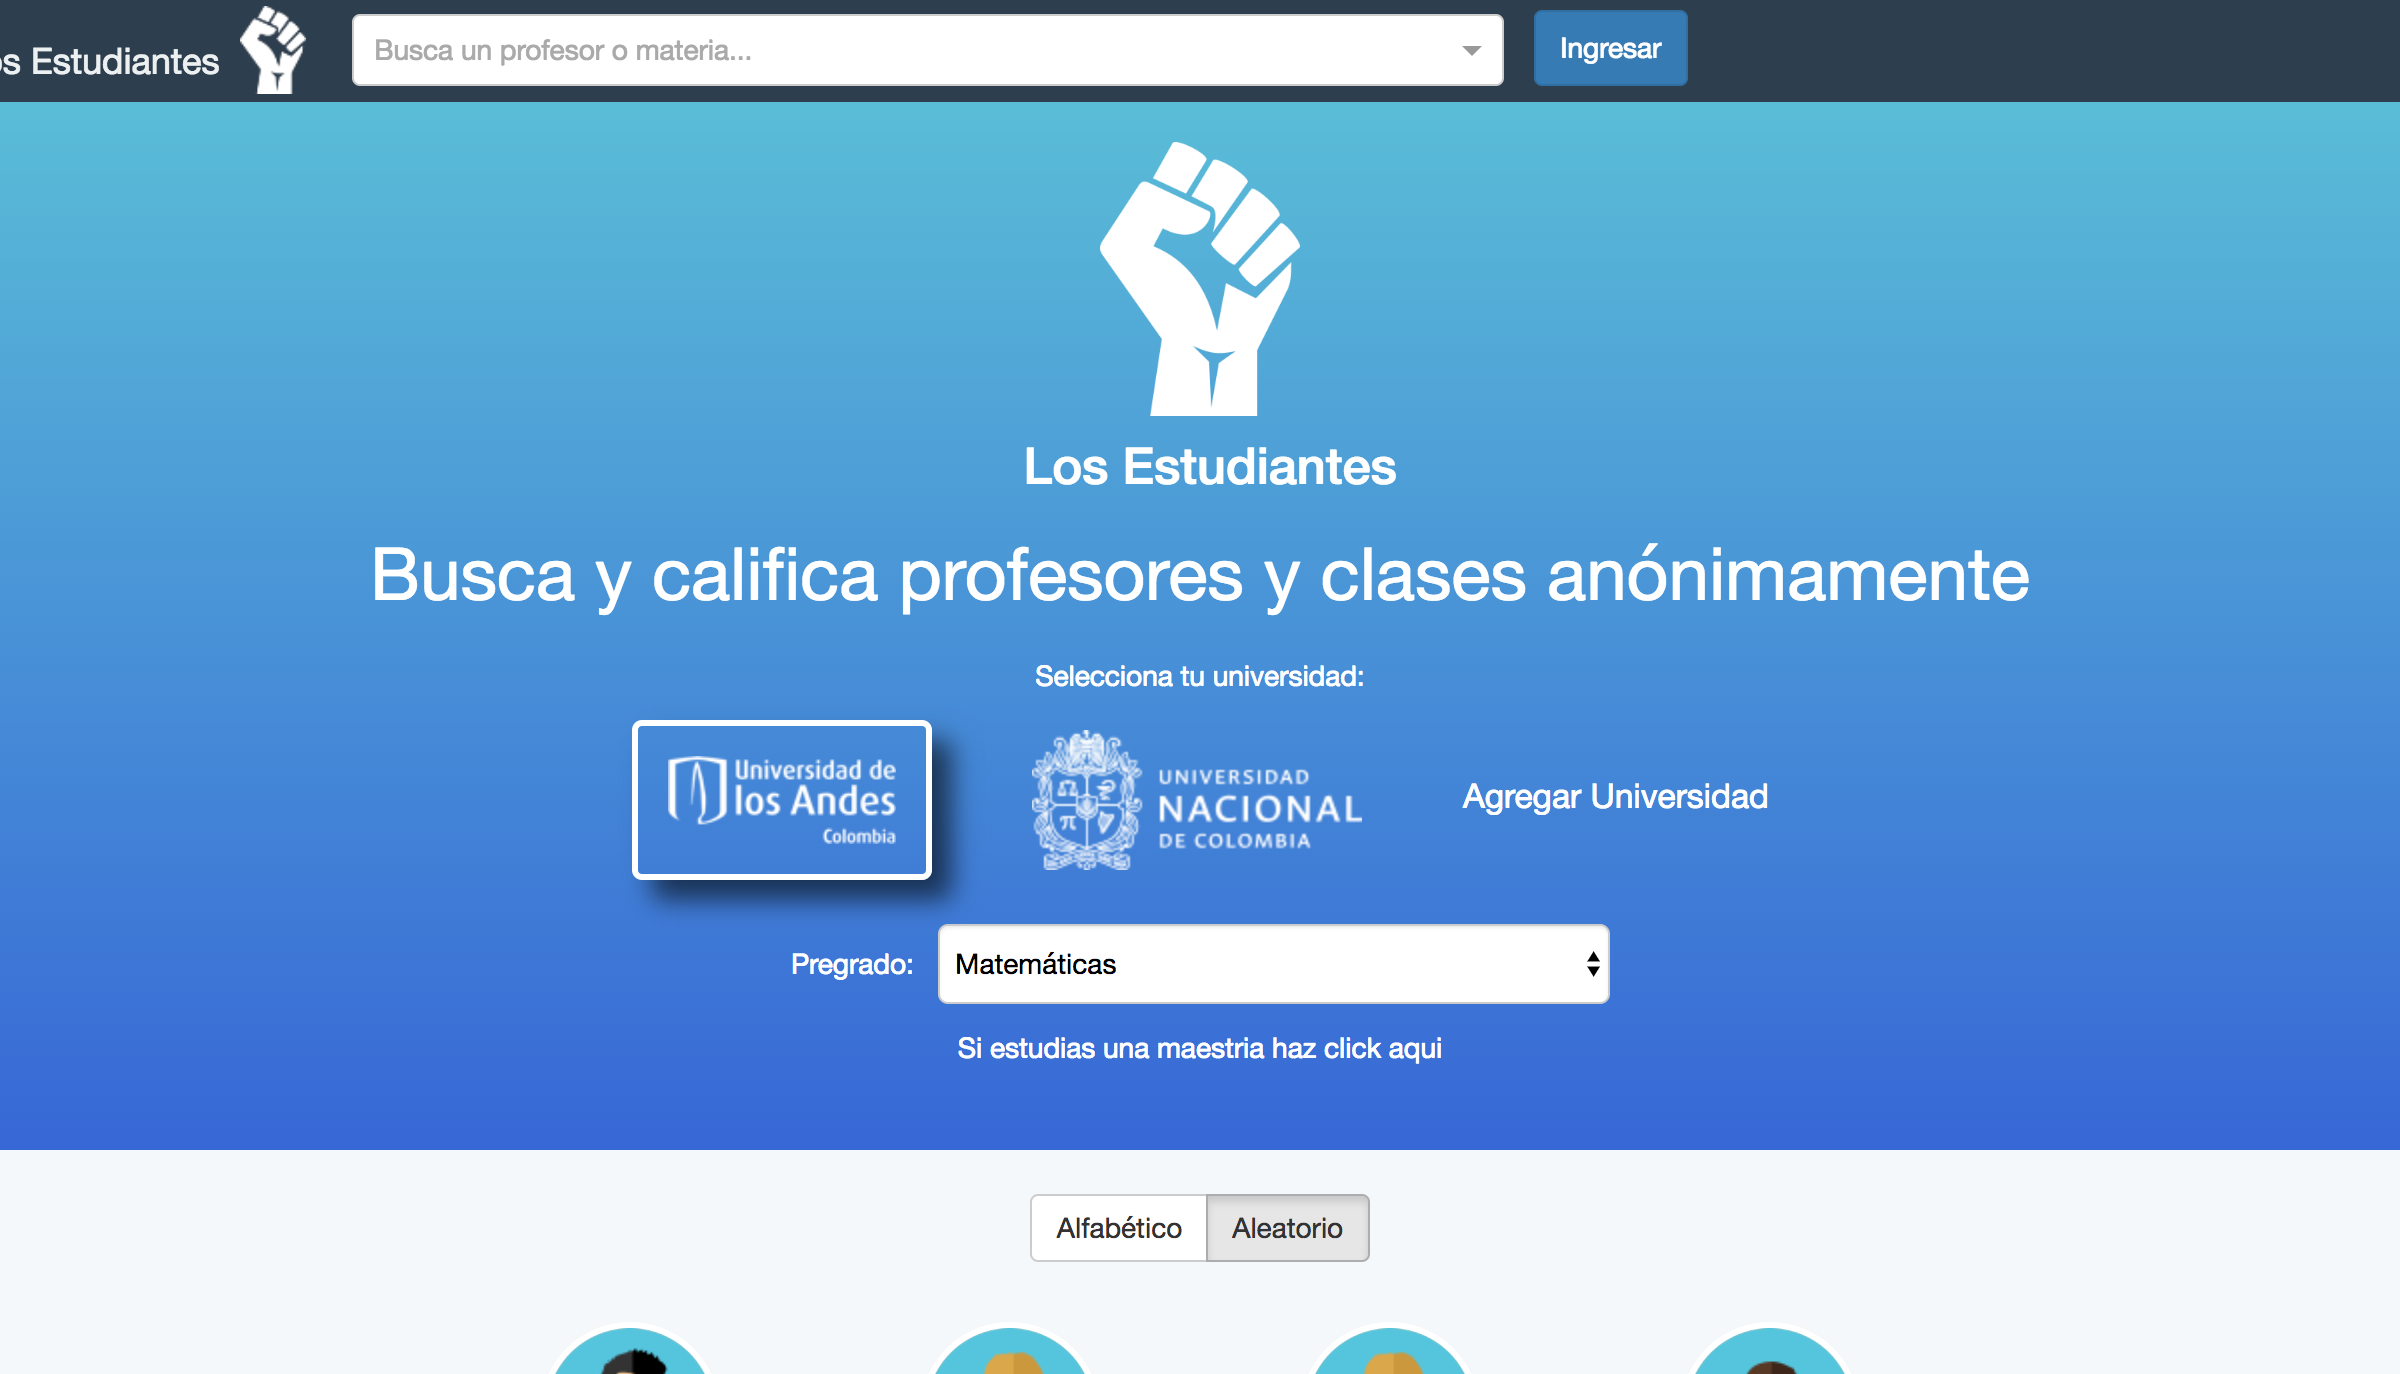 Estudiantes
Busca un profesor o materia...
Ingresar
Los Estudiantes
Busca y califica profesores y clases anónimamente
Selecciona tu universidad:
Universidad de
los Andes
Colombia
UNIVERSIDAD
NACIONAL
DE COLOMBIA
π
Agregar Universidad
Pregrado:
Matemáticas
Si estudias una maestria haz click aqui
Alfabético
Aleatorio